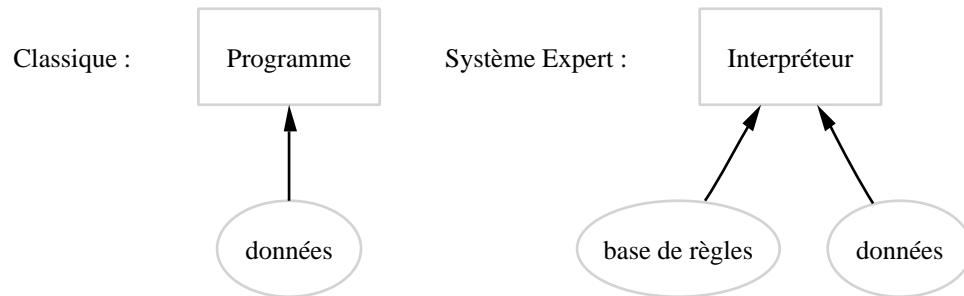 Classique :
Programme
données
Système Expert :
Interpréteur
base de règles
données